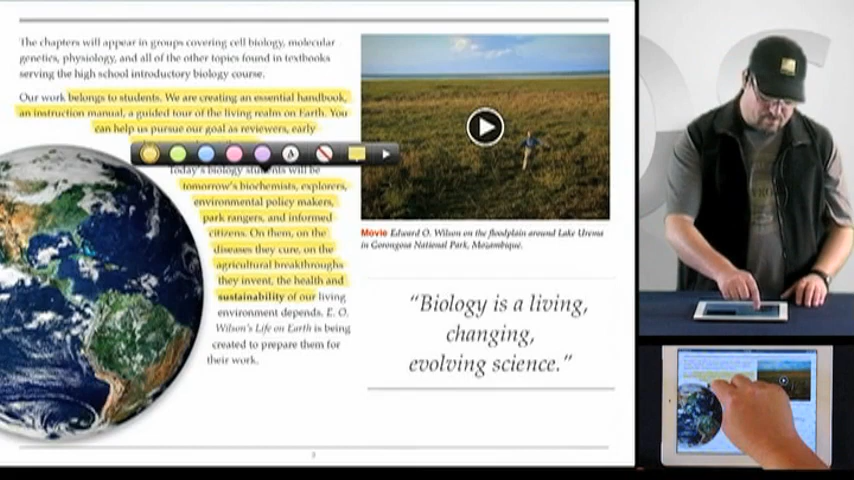 The chapters will appear in groups covering cell biology, molecular
genetics, physiology, and all of the other topics found in textbooks
serving the high school introductory biology course.
Our work belongs to students. We are creating an essential handbook,
an instruction manual, a guided tour of the living realm on Earth. You
can help us pursue our goal as reviewers, early
Today's biology students will be
tomorrow's biochemists, explorers,
environmental policy makers,
park rangers, and informed
citizens. On them, on the
diseases they cure, on the
agricultural breakthroughs
they invent, the health and
sustainability of our living
environment depends. E. O.
Wilson's Life on Earth is being
created to prepare them for
their work.
Movie Edward O. Wilson on the floodplain around Lake Urema
in Gorongosa National Park, Mozambique.
"Biology is a living,
changing,
evolving science."
3